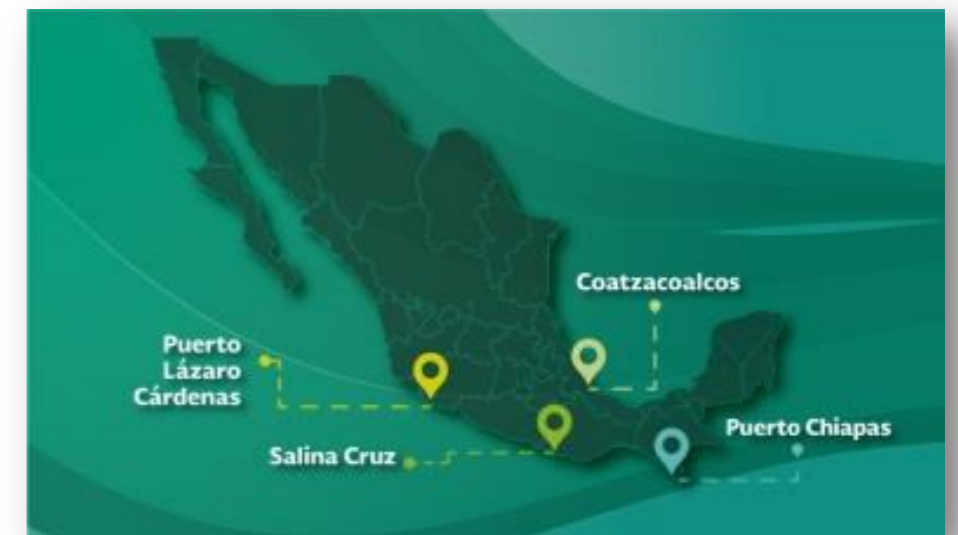 Coatzacoalcos
Puerto
Lázaro
Cárdenas
Salina Cruz
Puerto Chiapas